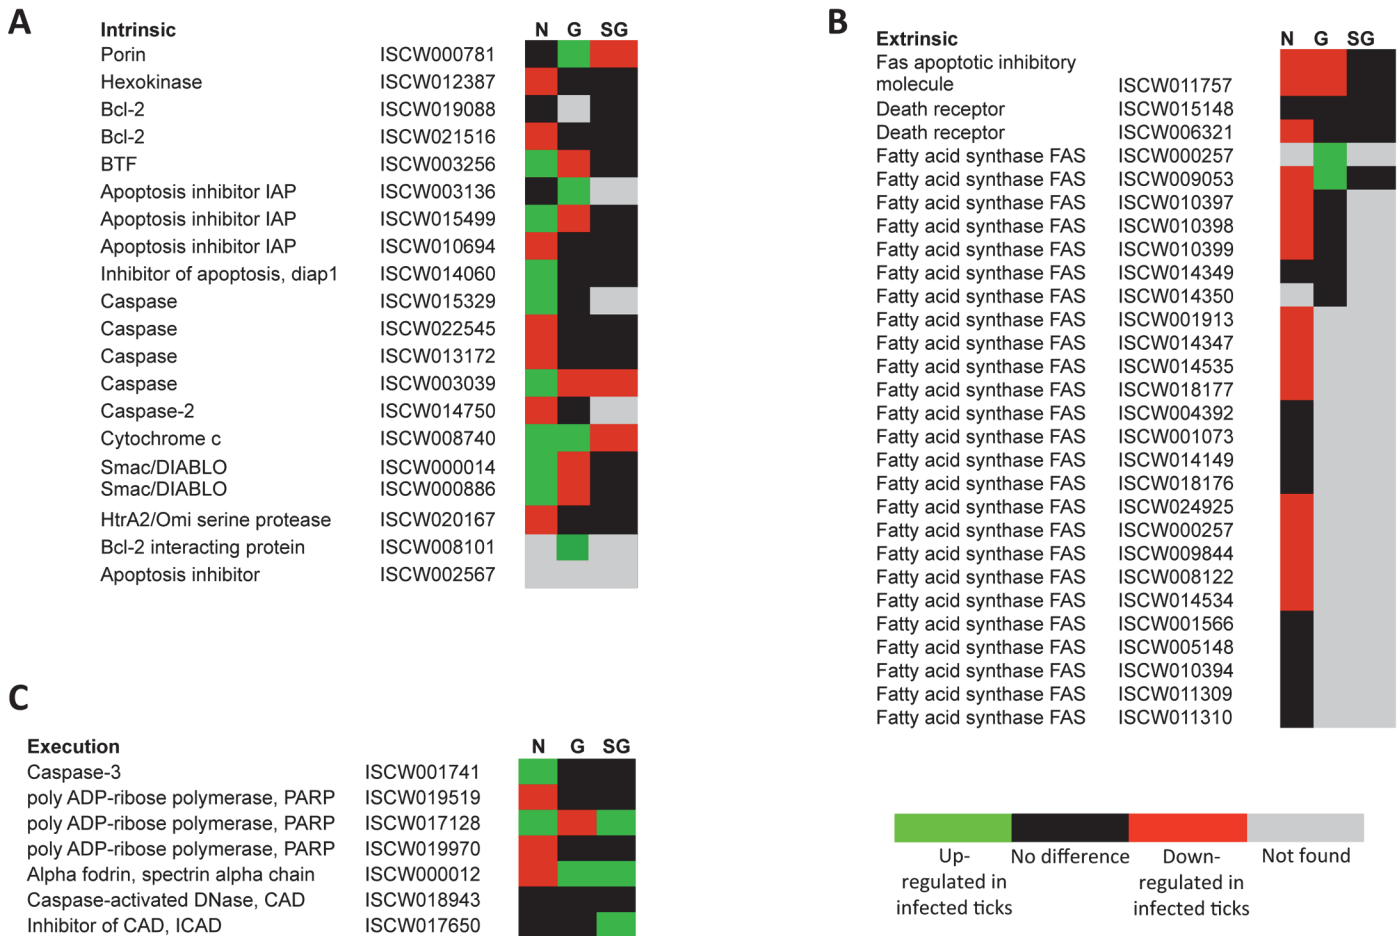 A
Intrinsic N G SG
Porin ISCW000781
Hexokinase ISCW012387
Bcl-2 ISCW019088
Bcl-2 ISCW021516
BTF ISCW003256
Apoptosis inhibitor IAP ISCW003136
Apoptosis inhibitor IAP ISCW015499
Apoptosis inhibitor IAP ISCW010694
Inhibitor of apoptosis, diap1 ISCW014060
Caspase ISCW015329
Caspase ISCW022545
Caspase ISCW013172
Caspase ISCW003039
Caspase-2 ISCW014750
Cytochrome c ISCW008740
Smac/DIABLO ISCW000014
Smac/DIABLO ISCW000886
HtrA2/Omi serine protease ISCW020167
Bcl-2 interacting protein ISCW008101
Apoptosis inhibitor ISCW002567
B
Extrinsic N G SG
Fas apoptotic inhibitory
molecule ISCW011757
Death receptor ISCW015148
Death receptor ISCW006321
Fatty acid synthase FAS ISCW000257
Fatty acid synthase FAS ISCW009053
Fatty acid synthase FAS ISCW010397
Fatty acid synthase FAS ISCW010398
Fatty acid synthase FAS ISCW010399
Fatty acid synthase FAS ISCW014349
Fatty acid synthase FAS ISCW014350
Fatty acid synthase FAS ISCW001913
Fatty acid synthase FAS ISCW014347
Fatty acid synthase FAS ISCW014535
Fatty acid synthase FAS ISCW018177
Fatty acid synthase FAS ISCW004392
Fatty acid synthase FAS ISCW001073
Fatty acid synthase FAS ISCW014149
Fatty acid synthase FAS ISCW018176
Fatty acid synthase FAS ISCW024925
Fatty acid synthase FAS ISCW000257
Fatty acid synthase FAS ISCW009844
Fatty acid synthase FAS ISCW008122
Fatty acid synthase FAS ISCW014534
Fatty acid synthase FAS ISCW001566
Fatty acid synthase FAS ISCW005148
Fatty acid synthase FAS ISCW010394
Fatty acid synthase FAS ISCW011309
Fatty acid synthase FAS ISCW011310
C
Execution N G SG
Caspase-3 ISCW001741
poly ADP-ribose polymerase, PARP ISCW019519
poly ADP-ribose polymerase, PARP ISCW017128
poly ADP-ribose polymerase, PARP ISCW019970
Alpha fodrin, spectrin alpha chain ISCW000012
Caspase-activated DNase, CAD ISCW018943
Inhibitor of CAD, ICAD ISCW017650
Up-
regulated in
infected ticks
No difference
Down-
regulated in
infected ticks
Not found